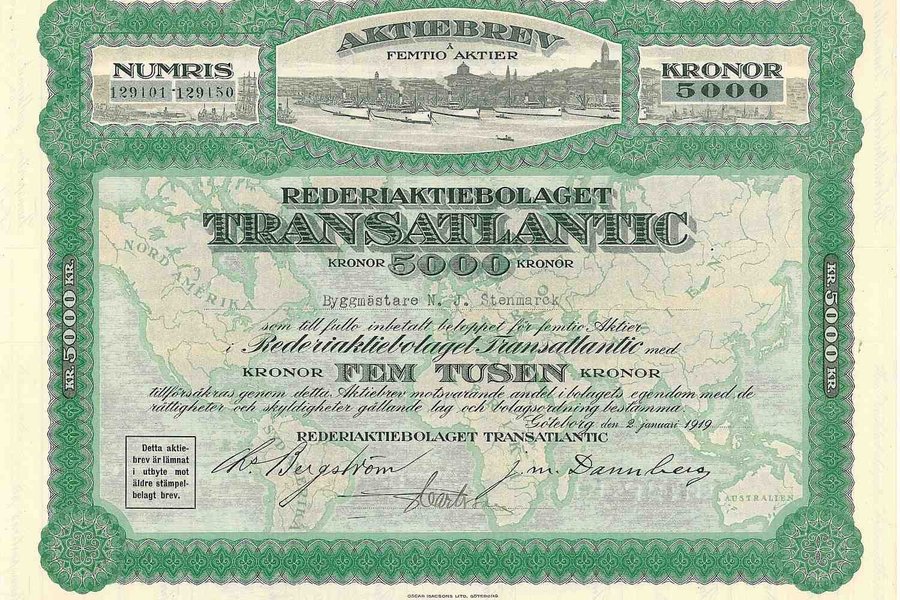 AKTIEBREV
Å
FEMTIO AKTIER
NUMRIS
129101-129150
KRONOR
5000
REDERIAKTIEBOLAGET
TRANSATLANTIC
KRONOR 5000 KRONOR
Byggmästare N. J. Stenmarck
som till fullo inbetalt beloppet för femtio Aktier
i Rederiaktiebolaget Transatlantic med
KRONOR FEM TUSEN KRONOR
tillförsäkras genom detta Aktiebrev motsvarande andel i bolagets egendom med de
rättigheter och skyldigheter gällande lag och bolagsordning bestämma.
Göteborg den 2 januari 1919.
REDERIAKTIEBOLAGET TRANSATLANTIC
Bergström
J. M. Dannberg
Detta aktie-
brev är lämnat
i utbyte mot
äldre stämpel-
belagt brev.
KR. 5000 KR.
KR. 5000 KR.
NORD AMERIKA
AUSTRALIEN
OSCAR ISACSONS LITO. GÖTEBORG